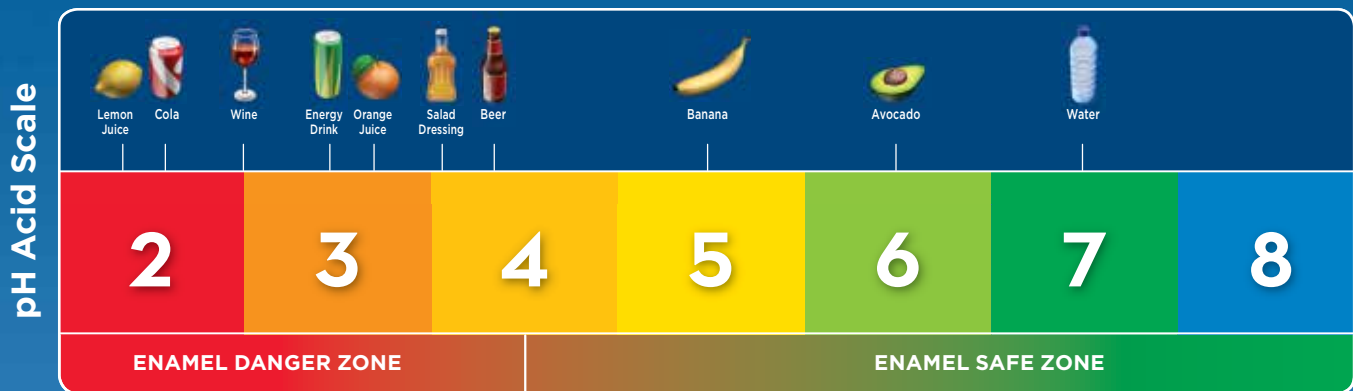 pH Acid Scale
Lemon
Juice
Cola
Wine
Energy
Drink
Orange
Juice
Salad
Dressing
Beer
Banana
Avocado
Water
2
3
4
5
6
7
8
ENAMEL DANGER ZONE
ENAMEL SAFE ZONE